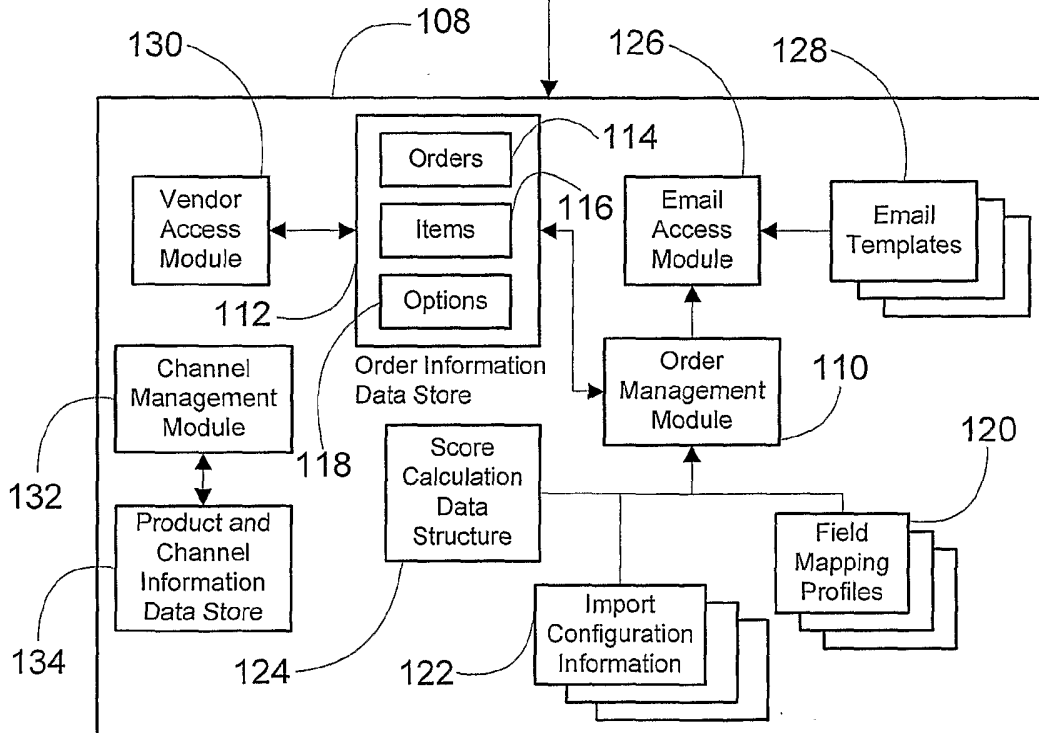 108
130
126
128
Orders
114
Vendor
Access
Module
Items
116
Email
Access
Module
Email
Templates
112
Options
Order Information
Data Store
118
Channel
Management
Module
132
Order
Management
Module
110
Score
Calculation
Data
Structure
124
120
Product and
Channel
Information
Data Store
134
Field
Mapping
Profiles
Import
Configuration
Information
122